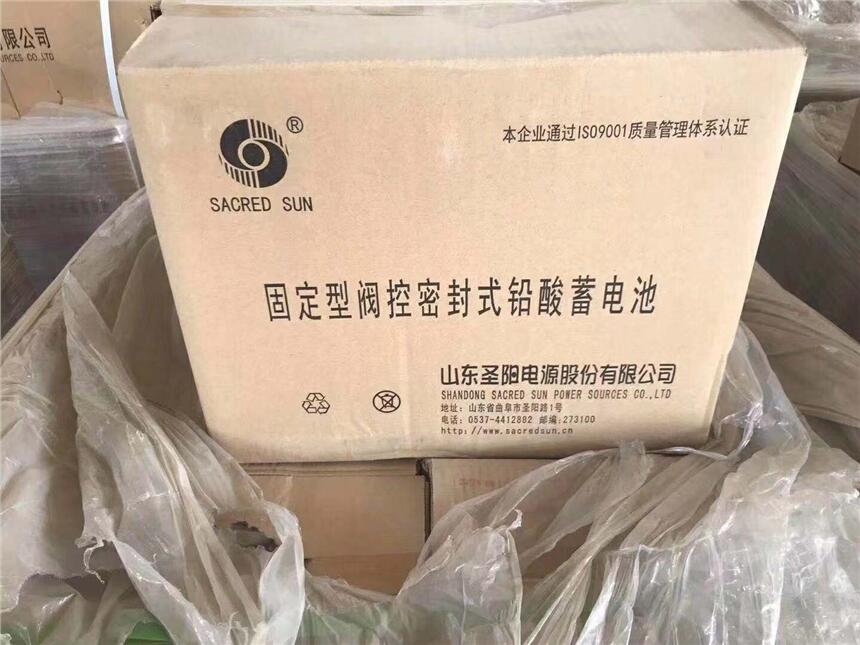 限公司
URCES CO.,LTD
®
SACRED SUN
本企业通过ISO9001质量管理体系认证
固定型阀控密封式铅酸蓄电池
山东圣阳电源股份有限公司
SHANDONG SACRED SUN POWER SOURCES CO.,LTD
地址: 山东省曲阜市圣阳路1号
电话: 0537-4412882 邮编:273100
http://www.sacredsun.cn